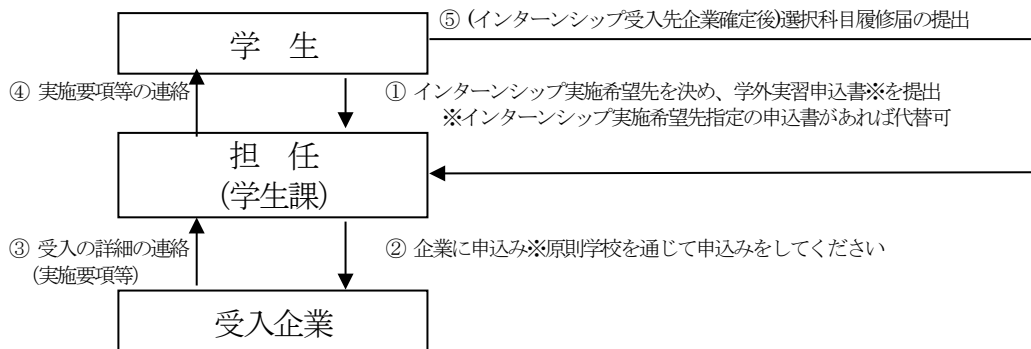 ⑤ (インターンシップ受入先企業確定後)選択科目履修届の提出
学 生
④ 実施要項等の連絡
① インターンシップ実施希望先を決め、学外実習申込書※を提出
※インターンシップ実施希望先指定の申込書があれば代替可
担 任
(学生課)
③ 受入の詳細の連絡
(実施要項等)
② 企業に申込み※原則学校を通じて申込みをしてください
受入企業